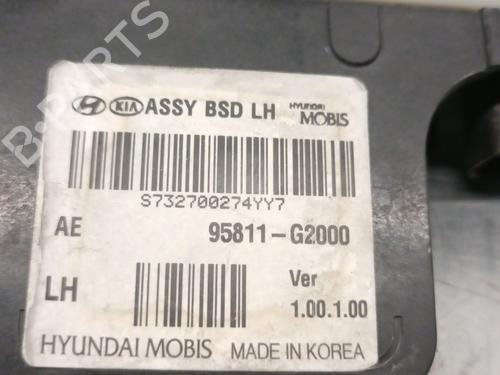 KIA ASSY BSD LH HYUNDAI MOBIS
S732700274YY7
AE 95811-G2000
LH Ver 1.00.1.00
HYUNDAI MOBIS MADE IN KOREA